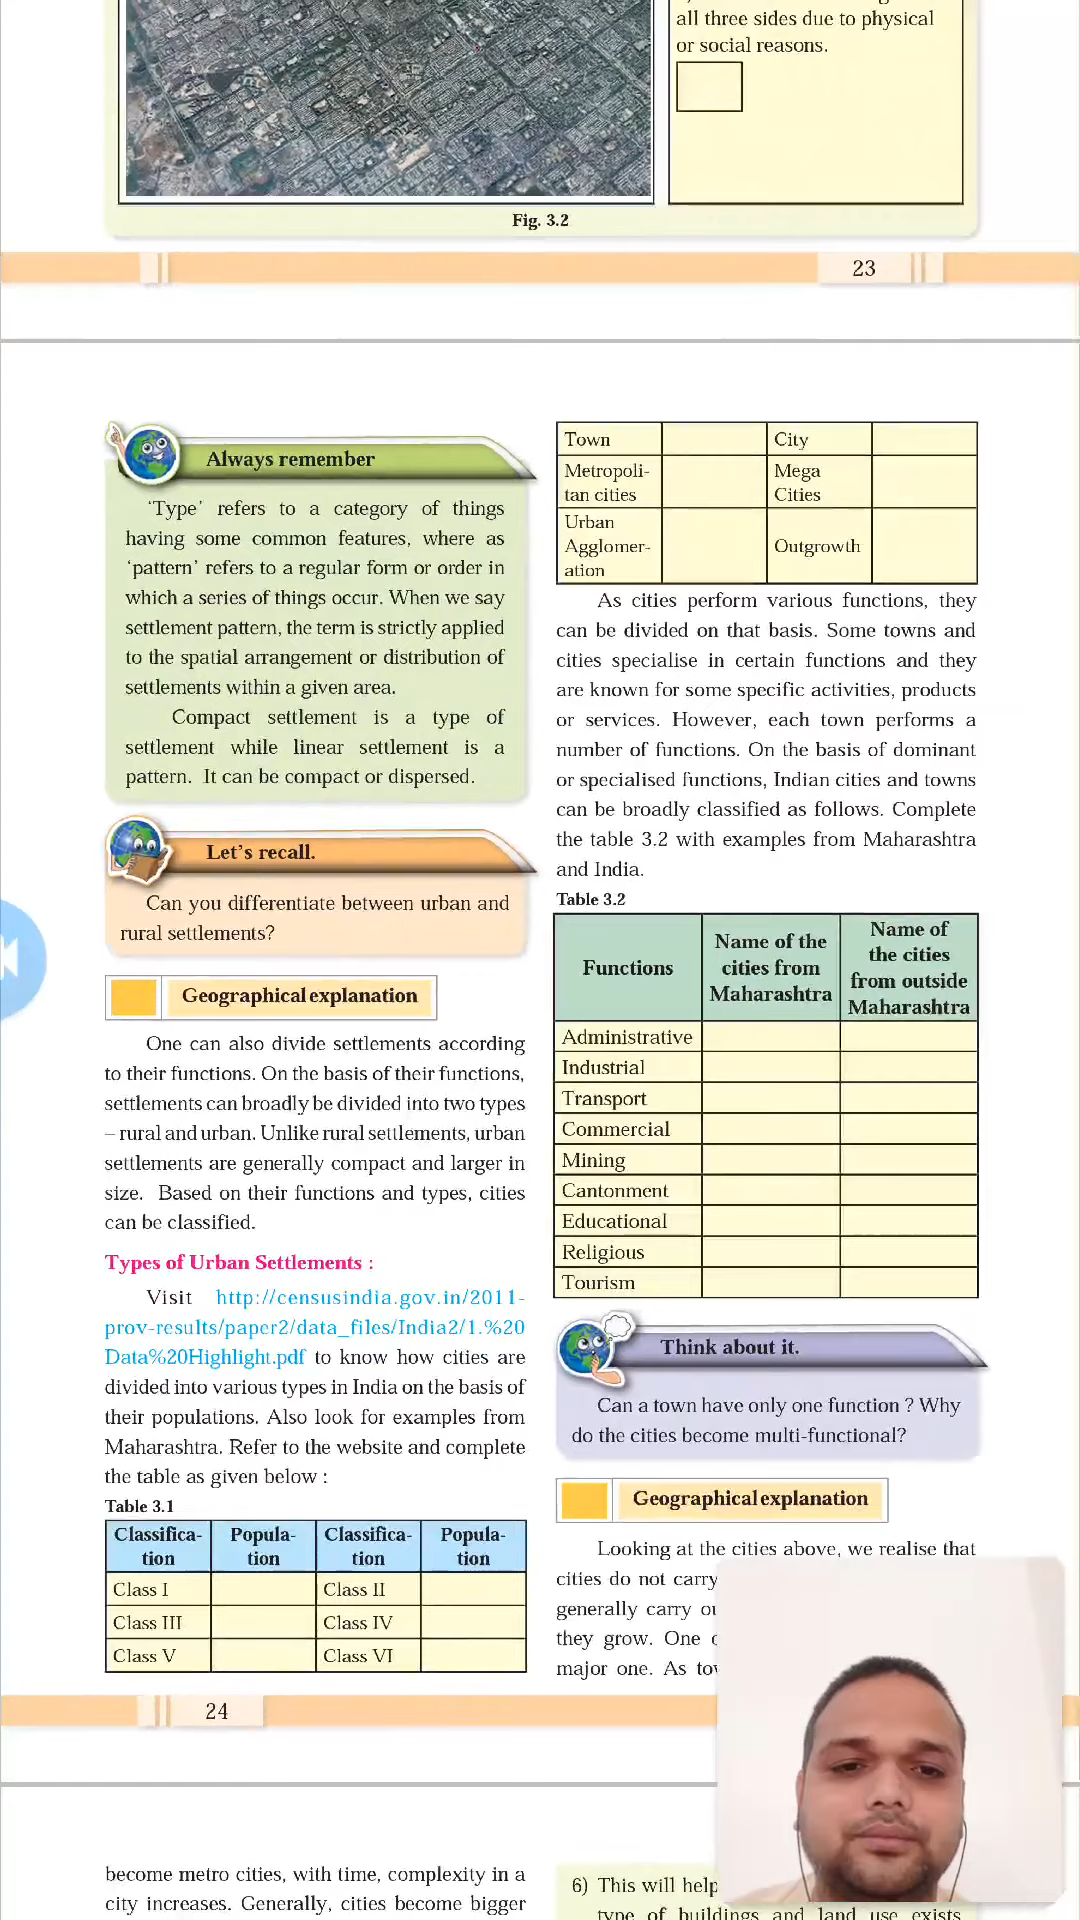 all three sides due to physical
or social reasons.
Fig. 3.2
23
Always remember
‘Type’ refers to a category of things
having some common features, where as
‘pattern’ refers to a regular form or order in
which a series of things occur. When we say
settlement pattern, the term is strictly applied
to the spatial arrangement or distribution of
settlements within a given area.
Compact settlement is a type of
settlement while linear settlement is a
pattern. It can be compact or dispersed.
Let’s recall.
Can you differentiate between urban and
rural settlements?
Geographical explanation
One can also divide settlements according
to their functions. On the basis of their functions,
settlements can broadly be divided into two types
– rural and urban. Unlike rural settlements, urban
settlements are generally compact and larger in
size. Based on their functions and types, cities
can be classified.
Types of Urban Settlements :
Visit http://censusindia.gov.in/2011-
prov-results/paper2/data_files/India2/1.%20
Data%20Highlight.pdf to know how cities are
divided into various types in India on the basis of
their populations. Also look for examples from
Maharashtra. Refer to the website and complete
the table as given below :
Table 3.1
Classifica- Popula- Classifica- Popula-
tion tion tion tion
Class I Class II
Class III Class IV
Class V Class VI
24
Town City
Metropoli- Mega
tan cities Cities
Urban
Agglomer- Outgrowth
ation
As cities perform various functions, they
can be divided on that basis. Some towns and
cities specialise in certain functions and they
are known for some specific activities, products
or services. However, each town performs a
number of functions. On the basis of dominant
or specialised functions, Indian cities and towns
can be broadly classified as follows. Complete
the table 3.2 with examples from Maharashtra
and India.
Table 3.2
Functions Name of the cities from Maharashtra Name of the cities from outside Maharashtra
Administrative
Industrial
Transport
Commercial
Mining
Cantonment
Educational
Religious
Tourism
Think about it.
Can a town have only one function ? Why
do the cities become multi-functional?
Geographical explanation
Looking at the cities above, we realise that
cities do not carry
generally carry
they grow. One
major one. As
become metro cities, with time, complexity in a
city increases. Generally, cities become bigger
6) This will help
type of buildings and land use exists